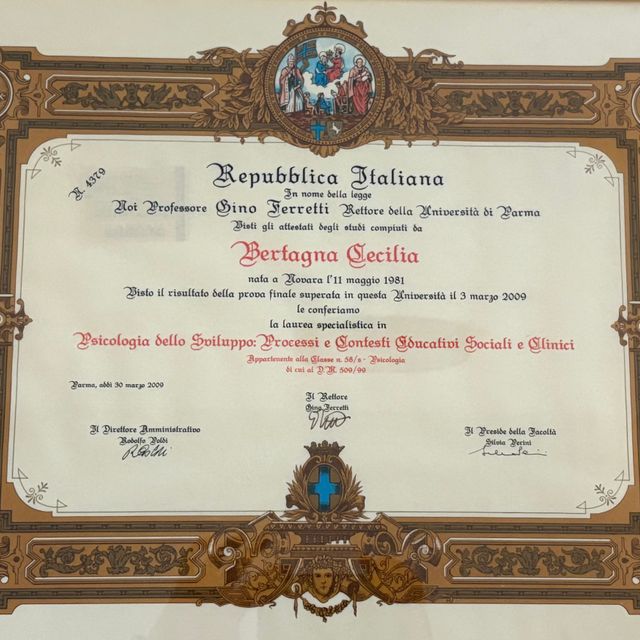 N. 4379
Repubblica Italiana
In nome della legge
Noi Professore Gino Ferretti Rettore della Università di Parma
Visti gli attestati degli studi compiuti da
Bertagna Cecilia
nata a Novara l'11 maggio 1981
Visto il risultato della prova finale superata in questa Università il 3 marzo 2009
le conferiamo
la laurea specialistica in
Psicologia dello Sviluppo: Processi e Contesti Educativi Sociali e Clinici
Appartenente alla Classe n. 58/s - Psicologia
di cui al D.M. 509/99
Parma, addì 30 marzo 2009
Il Rettore
Gino Ferretti
Il Direttore Amministrativo
Rodolfo Poldi
Il Preside della Facoltà
Silvia Perini